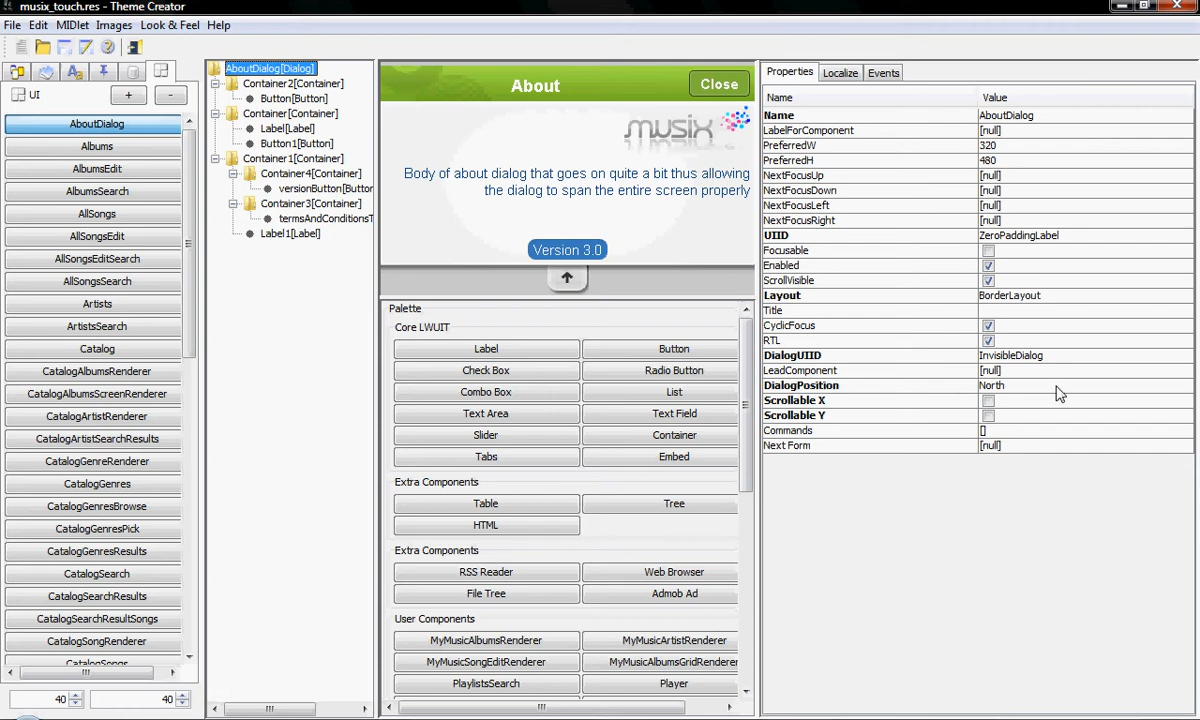 musix_touch.res - Theme Creator
File Edit MIDlet Images Look & Feel Help
UI
+
-
AboutDialog
Albums
AlbumsEdit
AlbumsSearch
AllSongs
AllSongsEdit
AllSongsEditSearch
AllSongsSearch
Artists
ArtistsSearch
Catalog
CatalogAlbumsRenderer
CatalogAlbumsScreenRenderer
CatalogArtistRenderer
CatalogArtistSearchResults
CatalogGenreRenderer
CatalogGenres
CatalogGenresBrowse
CatalogGenresPick
CatalogGenresResults
CatalogSearch
CatalogSearchResults
CatalogSearchResultSongs
CatalogSongRenderer
CatalogSongs
40 40
AboutDialog[Dialog]
Container2[Container]
Button[Button]
Container[Container]
Label[Label]
Button1[Button]
Container1[Container]
Container4[Container]
versionButton[Button
Container3[Container]
termsAndConditionsT
Label1[Label]
About
Close
musix
Body of about dialog that goes on quite a bit thus allowing
the dialog to span the entire screen properly
Version 3.0
Palette
Core LWUIT
Label Button
Check Box Radio Button
Combo Box List
Text Area Text Field
Slider Container
Tabs Embed
Extra Components
Table Tree
HTML
Extra Components
RSS Reader Web Browser
File Tree Admob Ad
User Components
MyMusicAlbumsRenderer MyMusicArtistRenderer
MyMusicSongEditRenderer MyMusicAlbumsGridRenderer
PlaylistsSearch Player
Properties Localize Events
Name Value
Name AboutDialog
LabelForComponent [null]
PreferredW 320
PreferredH 480
NextFocusUp [null]
NextFocusDown [null]
NextFocusLeft [null]
NextFocusRight [null]
UIID ZeroPaddingLabel
Focusable
Enabled
ScrollVisible
Layout BorderLayout
Title
CyclicFocus
RTL
DialogUIID InvisibleDialog
LeadComponent [null]
DialogPosition North
Scrollable X
Scrollable Y
Commands []
Next Form [null]